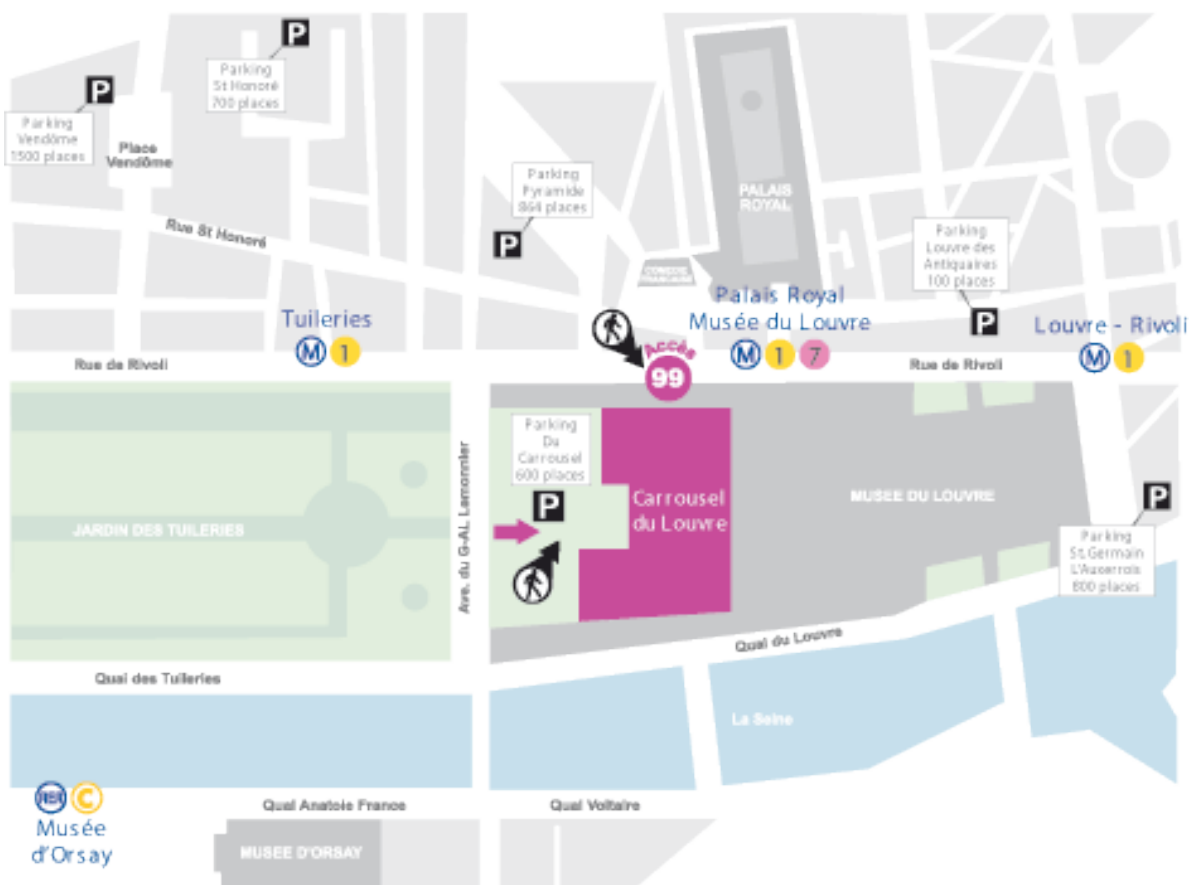 P
Parking
St Honoré
700 places
P
Parking
Vendôme
1500 places
Place
Vendôme
Rue St Honoré
Parking
Pyramide
864 places
P
PALAIS
ROYAL
COMEDIE
FRANCAISE
Parking
Louvre des
Antiquaires
100 places
P
Tuileries
M 1
Palais Royal
Musée du Louvre
M 1 7
Louvre - Rivoli
M 1
Accès
99
Rue de Rivoli
Rue de Rivoli
Parking
Du
Carrousel
600 places
P
Carrousel
du Louvre
MUSEE DU LOUVRE
JARDIN DES TUILERIES
Ave. du G-AL Lemonnier
P
Parking
St.Germain
L'Auxerrois
800 places
Quai du Louvre
Quai des Tuileries
La Seine
RER C
Musée
d'Orsay
Quai Anatole France
Quai Voltaire
MUSEE D'ORSAY